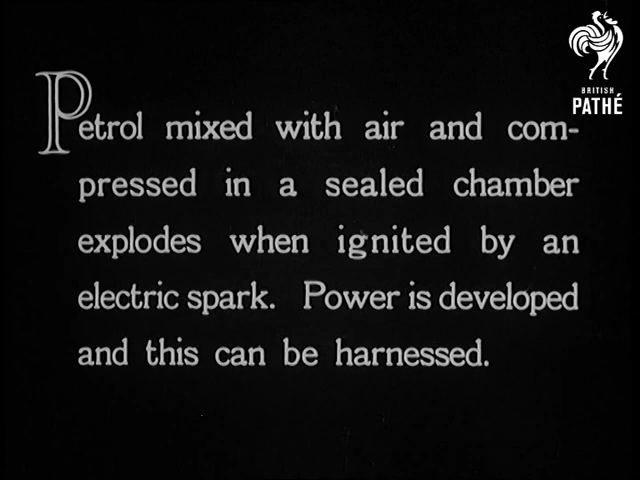 BRITISH
PATHÉ
Petrol mixed with air and com-
pressed in a sealed chamber
explodes when ignited by an
electric spark. Power is developed
and this can be harnessed.